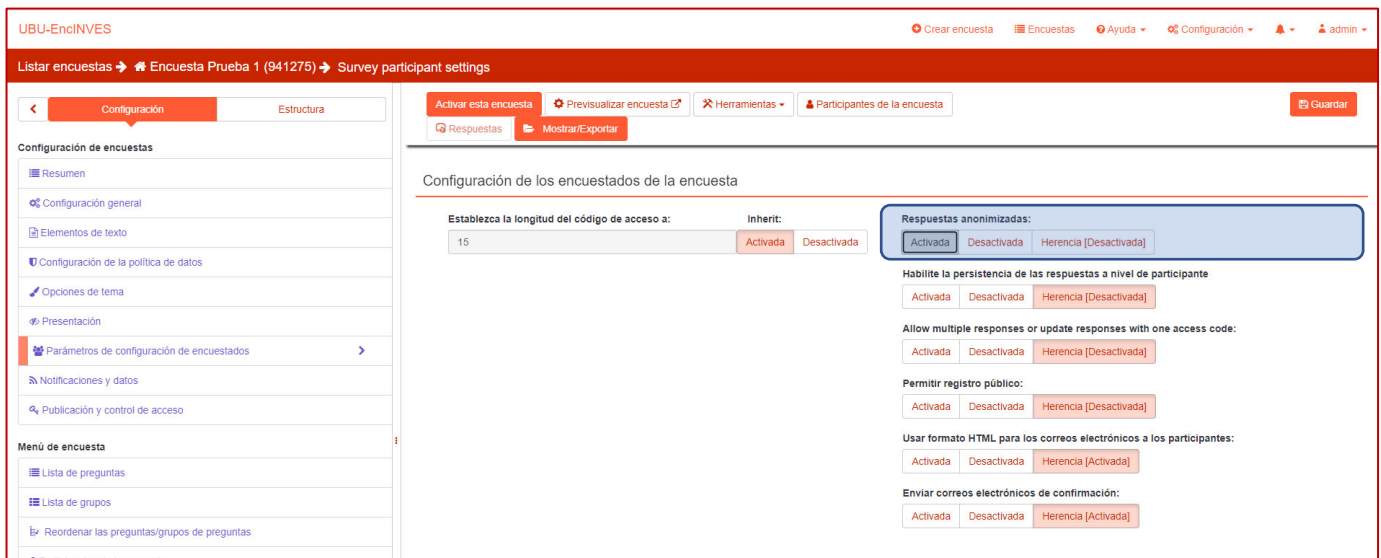 UBU-EncINVES
Crear encuesta Encuestas Ayuda Configuración admin
Listar encuestas Encuesta Prueba 1 (941275) Survey participant settings
Configuración Estructura
Activar esta encuesta Previsualizar encuesta Herramientas Participantes de la encuesta Guardar
Respuestas Mostrar/Exportar
Configuración de encuestas
Resumen
Configuración general
Elementos de texto
Configuración de la política de datos
Opciones de tema
Presentación
Parámetros de configuración de encuestados
Notificaciones y datos
Publicación y control de acceso
Menú de encuesta
Lista de preguntas
Lista de grupos
Reordenar las preguntas/grupos de preguntas
Configuración de los encuestados de la encuesta
Establezca la longitud del código de acceso a: Inherit:
15 Activada Desactivada
Respuestas anonimizadas:
Activada Desactivada Herencia [Desactivada]
Habilite la persistencia de las respuestas a nivel de participante
Activada Desactivada Herencia [Desactivada]
Allow multiple responses or update responses with one access code:
Activada Desactivada Herencia [Desactivada]
Permitir registro público:
Activada Desactivada Herencia [Desactivada]
Usar formato HTML para los correos electrónicos a los participantes:
Activada Desactivada Herencia [Activada]
Enviar correos electrónicos de confirmación:
Activada Desactivada Herencia [Activada]